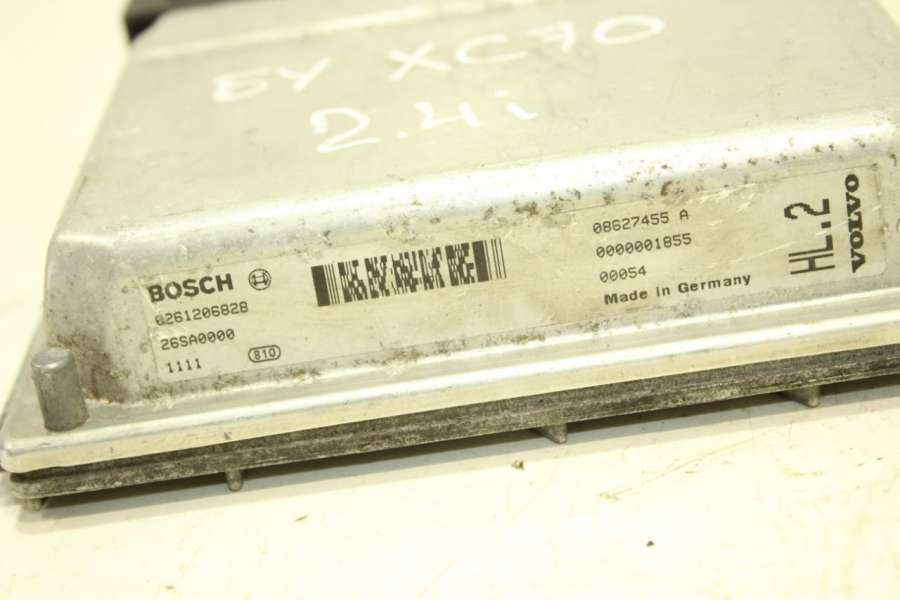 EY XC70
2.4i
BOSCH
0261206828
26SA0000
1111 810
08627455 A
0000001855
00054
Made in Germany
HL.2
VOLVO